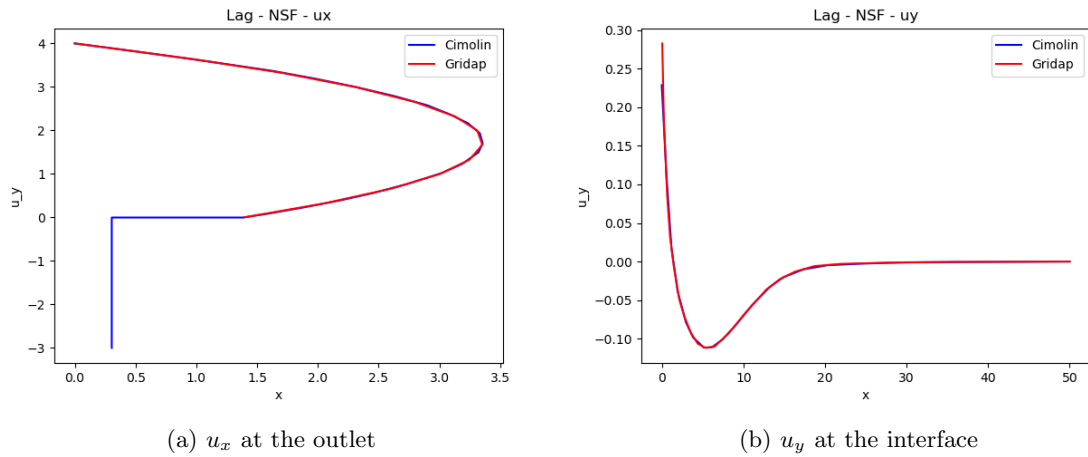 Lag - NSF - ux
Cimolin
Gridap
4
3
2
1
0
−1
−2
−3
u_y
0.0 0.5 1.0 1.5 2.0 2.5 3.0 3.5
x
(a) u_x at the outlet
Lag - NSF - uy
Cimolin
Gridap
0.30
0.25
0.20
0.15
0.10
0.05
0.00
−0.05
−0.10
u_y
0 10 20 30 40 50
x
(b) u_y at the interface